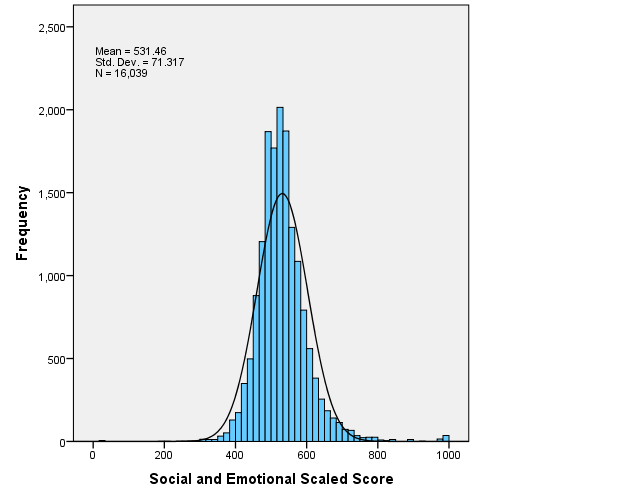 2,500
Mean = 531.46
Std. Dev. = 71.317
N = 16,039
2,000
1,500
1,000
500
0
Frequency
0 200 400 600 800 1000
Social and Emotional Scaled Score